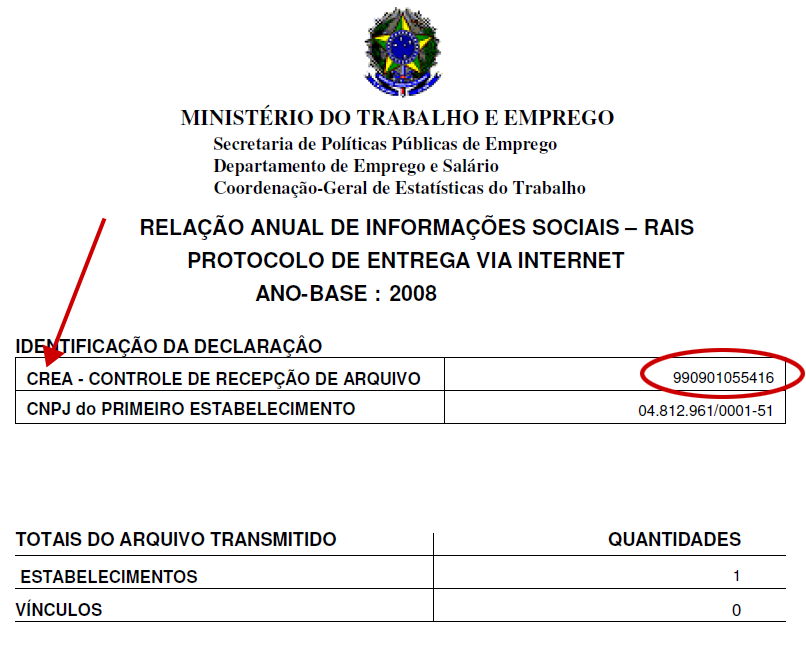 MINISTÉRIO DO TRABALHO E EMPREGO
Secretaria de Políticas Públicas de Emprego
Departamento de Emprego e Salário
Coordenação-Geral de Estatísticas do Trabalho
RELAÇÃO ANUAL DE INFORMAÇÕES SOCIAIS – RAIS
PROTOCOLO DE ENTREGA VIA INTERNET
ANO-BASE : 2008
IDENTIFICAÇÃO DA DECLARAÇÂO
CREA - CONTROLE DE RECEPÇÃO DE ARQUIVO 990901055416
CNPJ do PRIMEIRO ESTABELECIMENTO 04.812.961/0001-51
TOTAIS DO ARQUIVO TRANSMITIDO QUANTIDADES
ESTABELECIMENTOS 1
VÍNCULOS 0